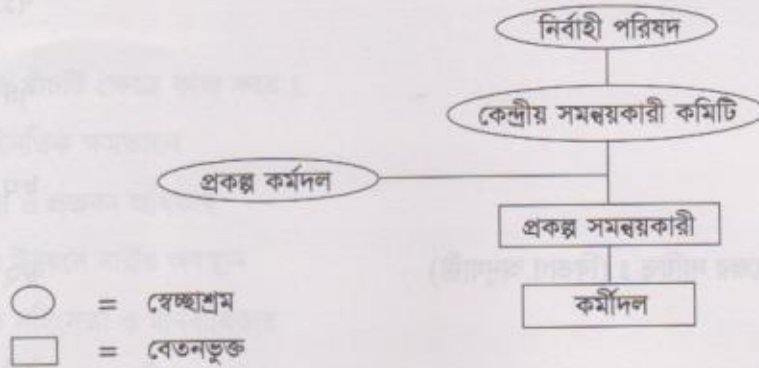 নির্বাহী পরিষদ
কেন্দ্রীয় সমন্বয়কারী কমিটি
প্রকল্প কর্মদল
প্রকল্প সমন্বয়কারী
কর্মীদল
= স্বেচ্ছাশ্রম
= বেতনভুক্ত